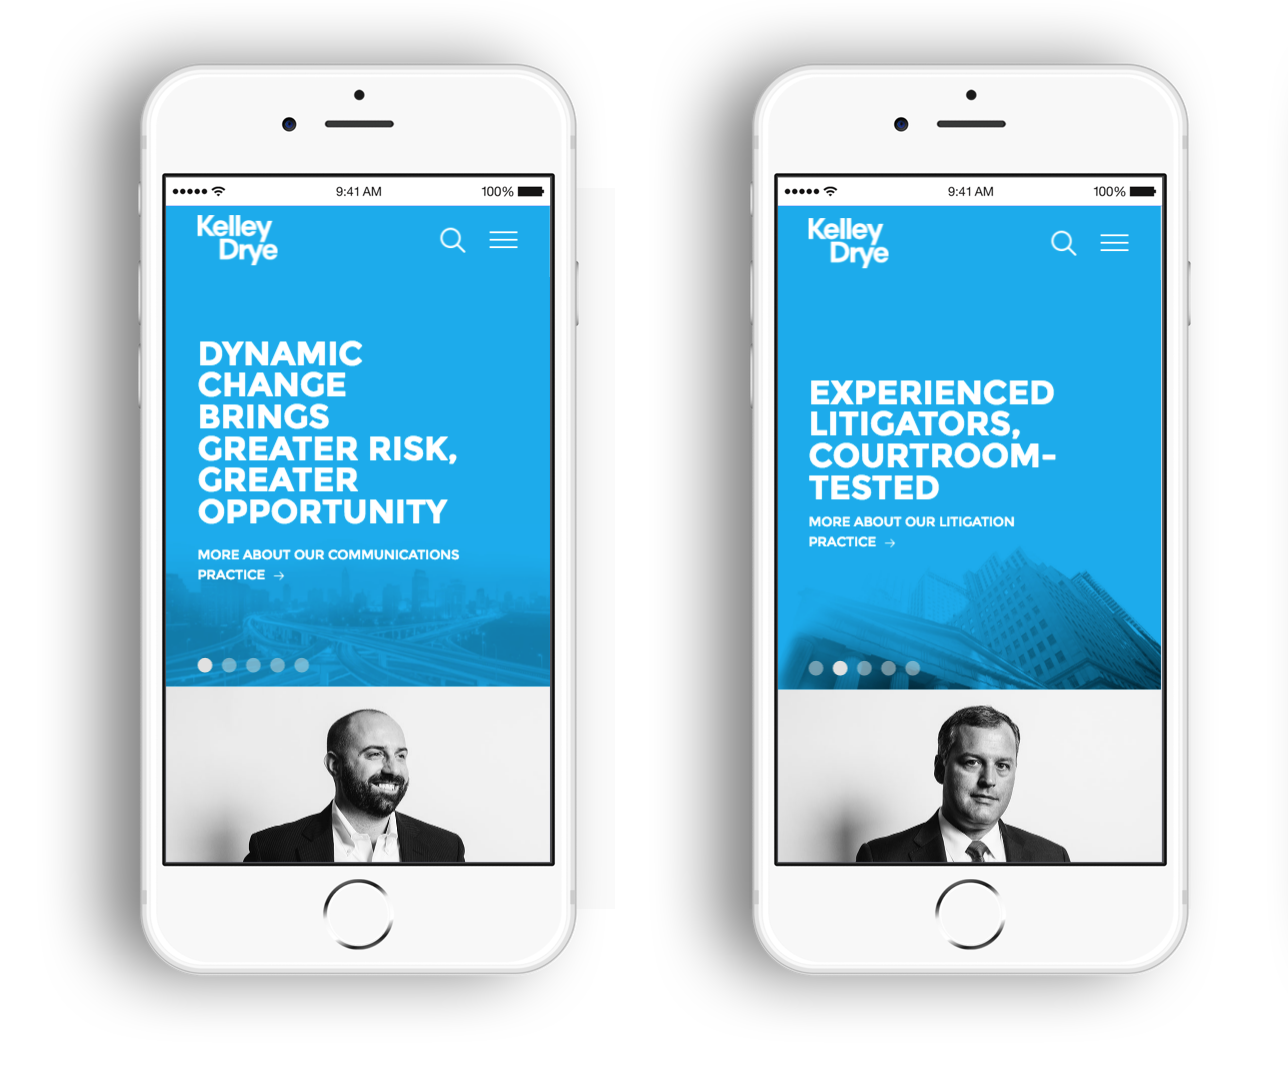 9:41 AM
100%
Kelley
Drye
DYNAMIC
CHANGE
BRINGS
GREATER RISK,
GREATER
OPPORTUNITY
MORE ABOUT OUR COMMUNICATIONS
PRACTICE →
9:41 AM
100%
Kelley
Drye
EXPERIENCED
LITIGATORS,
COURTROOM-
TESTED
MORE ABOUT OUR LITIGATION
PRACTICE →